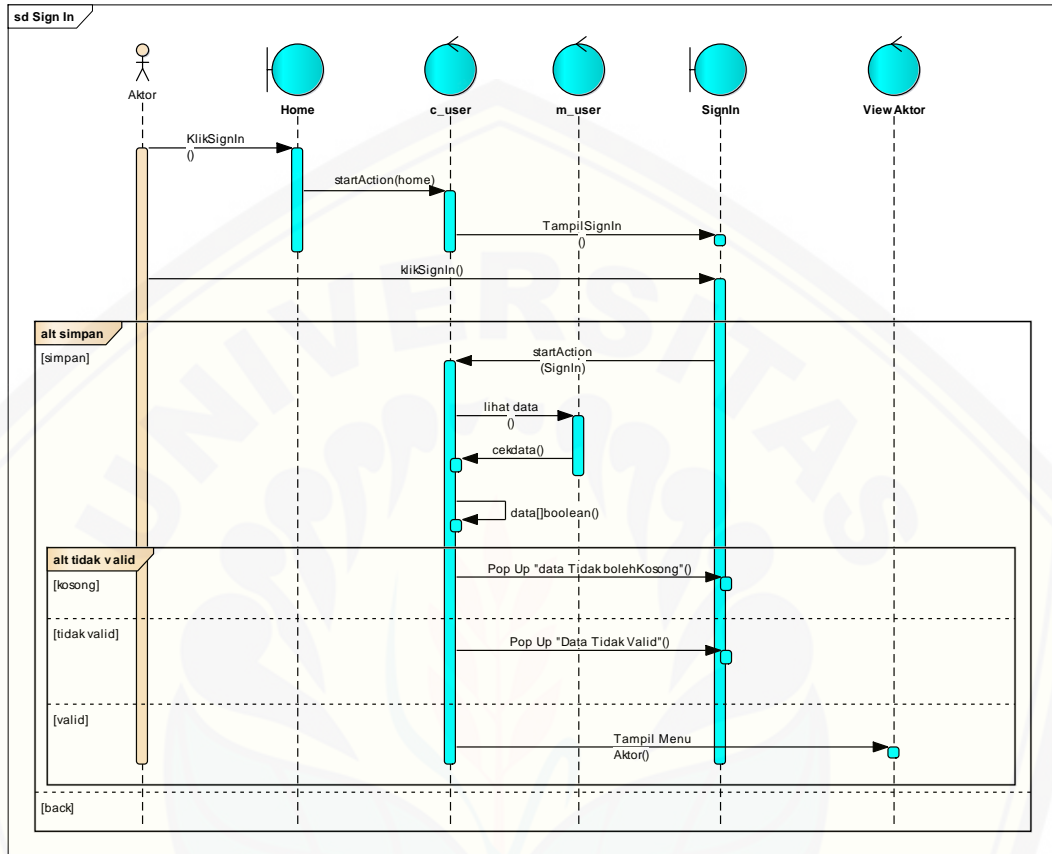 sd Sign In
Aktor
Home
c_user
m_user
SignIn
View Aktor
KlikSignIn
()
startAction(home)
TampilSignIn
()
klikSignIn()
alt simpan
[simpan]
startAction
(SignIn)
lihat data
()
cekdata()
data[]boolean()
alt tidak valid
[kosong]
Pop Up "data Tidak bolehKosong"()
[tidak valid]
Pop Up "Data Tidak Valid"()
[valid]
Tampil Menu
Aktor()
[back]
UNIVERSITAS